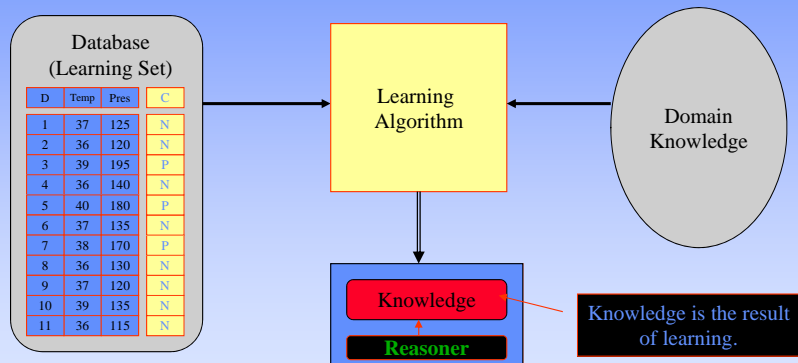 Database
(Learning Set)
D Temp Pres C
1 37 125 N
2 36 120 N
3 39 195 P
4 36 140 N
5 40 180 P
6 37 135 N
7 38 170 P
8 36 130 N
9 37 120 N
10 39 135 N
11 36 115 N
Learning
Algorithm
Domain
Knowledge
Knowledge
Reasoner
Knowledge is the result
of learning.